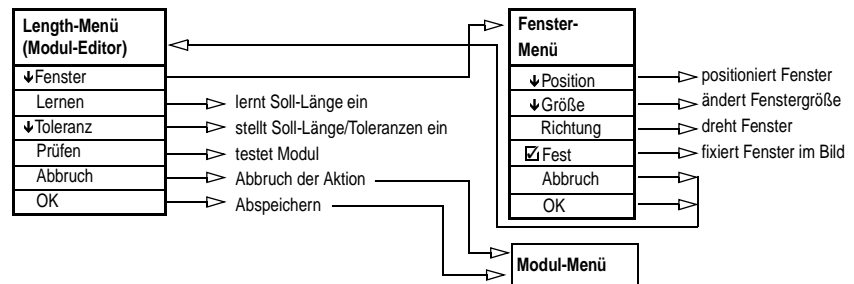 Length-Menü
(Modul-Editor)
Fenster
Lernen
lernt Soll-Länge ein
Toleranz
stellt Soll-Länge/Toleranzen ein
Prüfen
testet Modul
Abbruch
Abbruch der Aktion
OK
Abspeichern
Fenster-
Menü
Position
positioniert Fenster
Größe
ändert Fenstergröße
Richtung
dreht Fenster
Fest
fixiert Fenster im Bild
Abbruch
OK
Modul-Menü